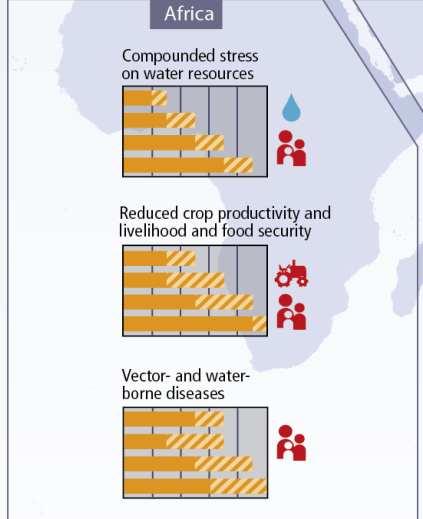 Africa
Compounded stress
on water resources
Reduced crop productivity and
livelihood and food security
Vector- and water-
borne diseases